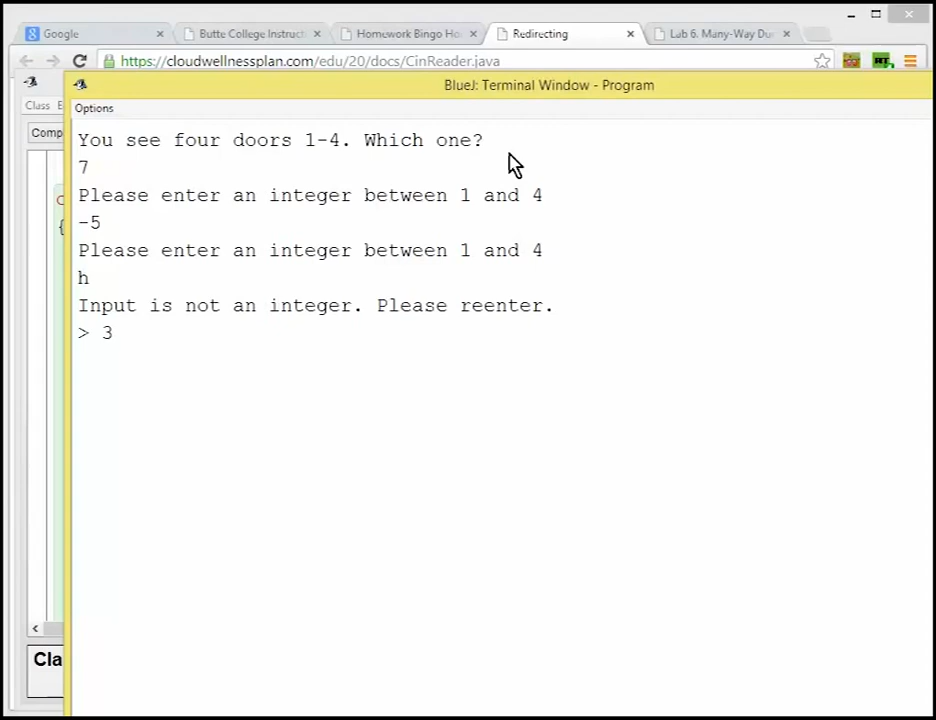 Google
Butte College Instruct
Homework Bingo Ho
Redirecting
Lab 6. Many-Way Du
https://cloudwellnessplan.com/edu/20/docs/CinReader.java
RT
BlueJ: Terminal Window - Program
Class E
Options
Comp
You see four doors 1-4. Which one?
7
Please enter an integer between 1 and 4
-5
Please enter an integer between 1 and 4
h
Input is not an integer. Please reenter.
> 3
{
Cla